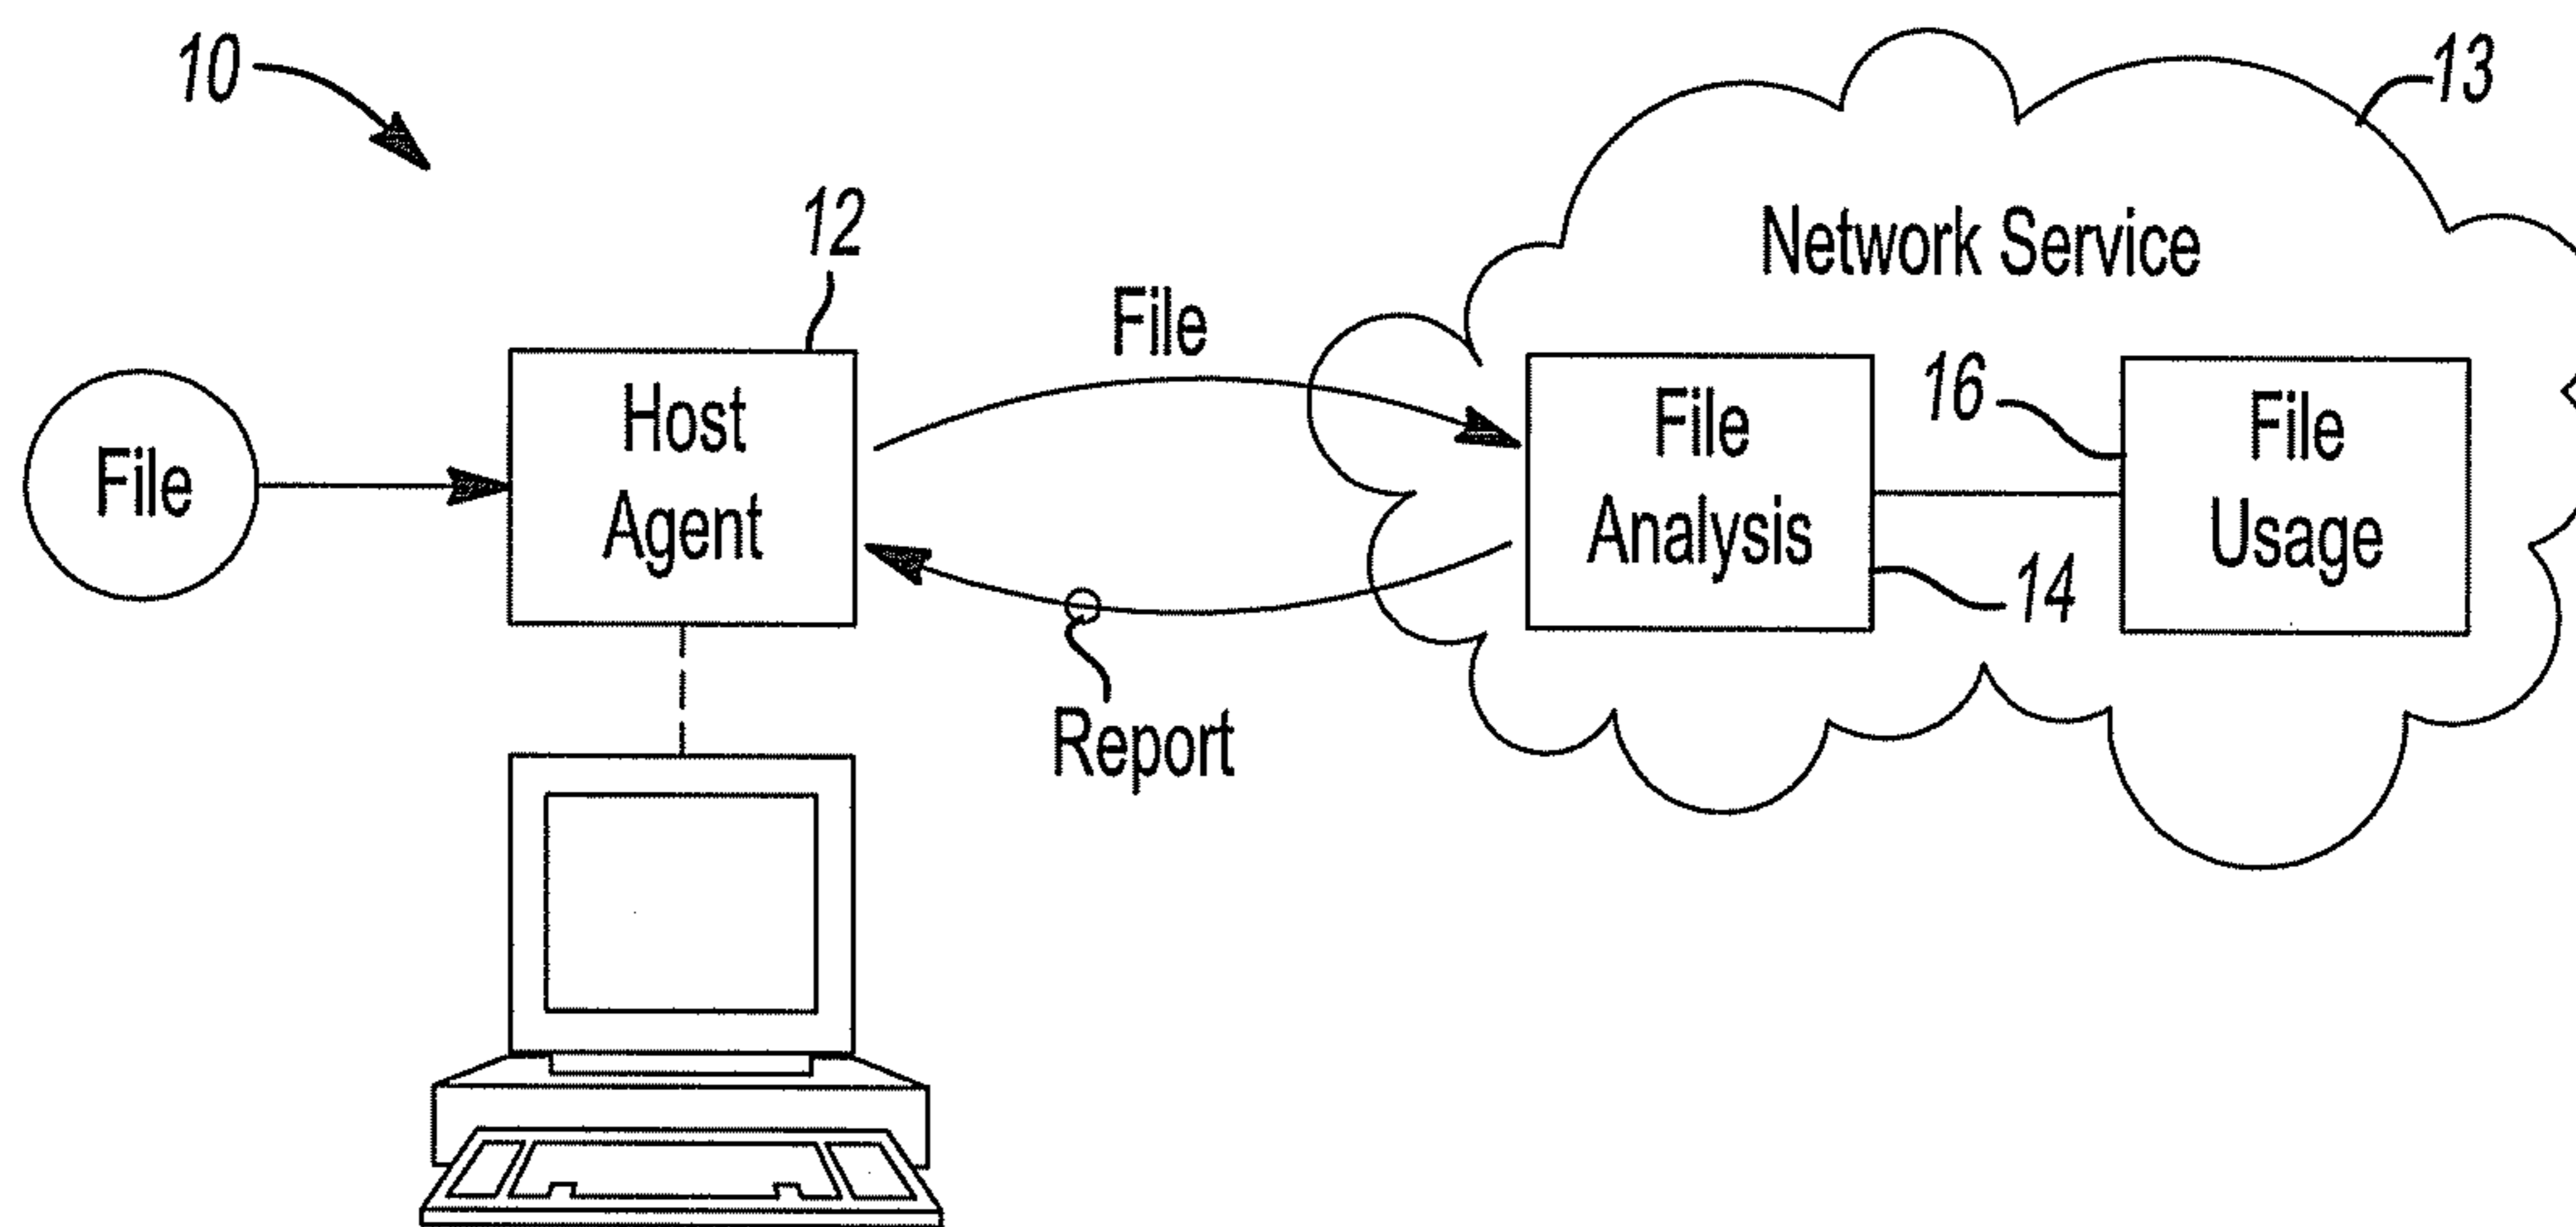 10
13
12
Network Service
File
File
Host
Agent
File
Analysis
16
File
Usage
14
Report